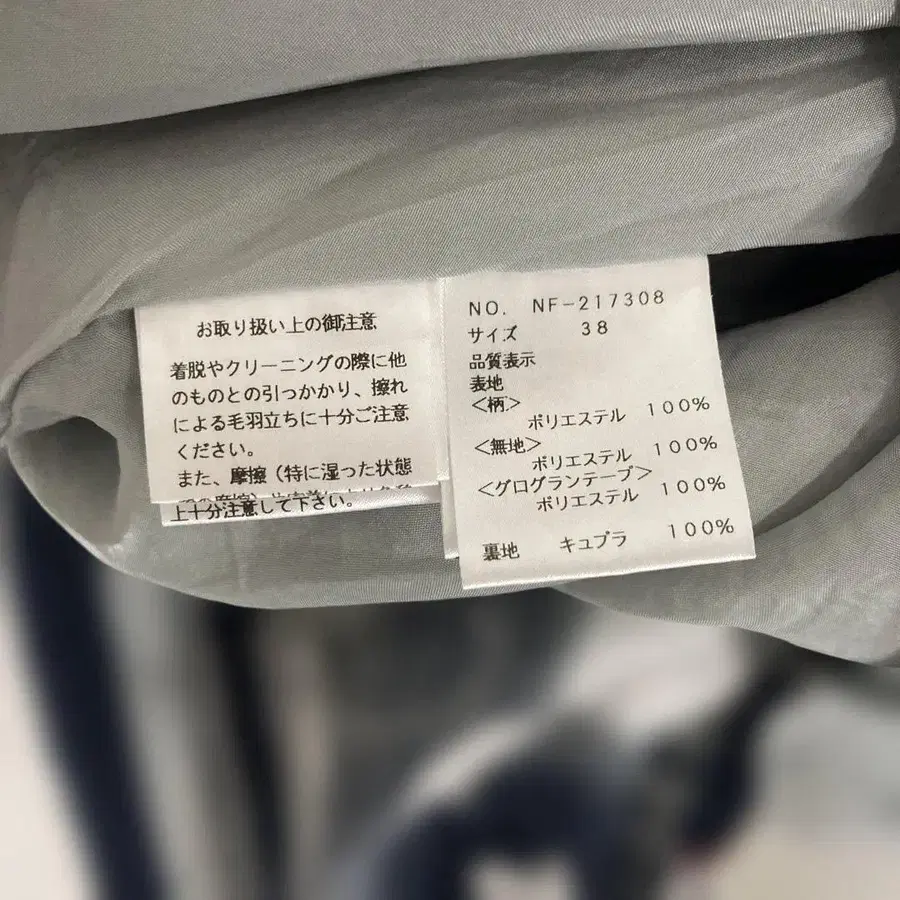 お取り扱い上の御注意
着脱やクリーニングの際に他
のものとの引っかかり、擦れ
による毛羽立ちに十分ご注意
ください。
また、摩擦（特に湿った状態
での摩擦）
上十分注意して下さい。
NO. NF-217308
サイズ 38
品質表示
表地
<柄>
ポリエステル 100%
<無地>
ポリエステル 100%
<グログランテープ>
ポリエステル 100%
裏地 キュプラ 100%